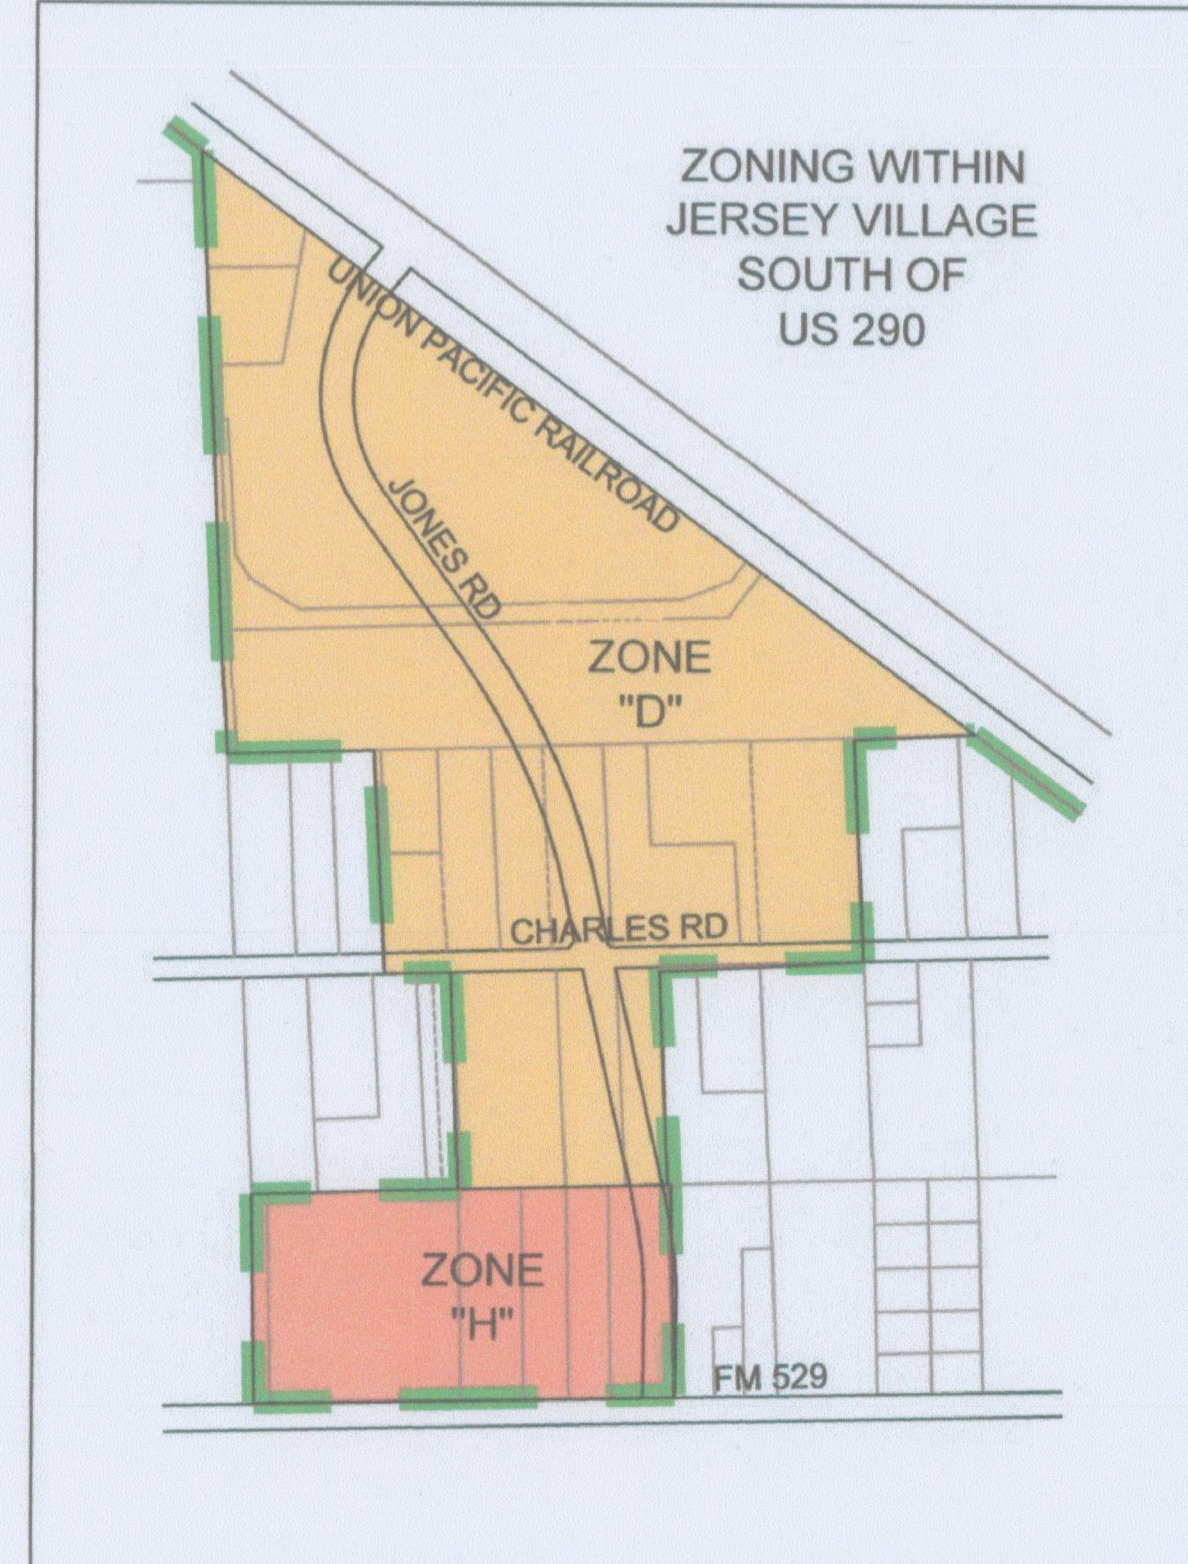 ZONING WITHIN
JERSEY VILLAGE
SOUTH OF
US 290
UNION PACIFIC RAILROAD
JONES RD
ZONE
"D"
CHARLES RD
ZONE
"H"
FM 529